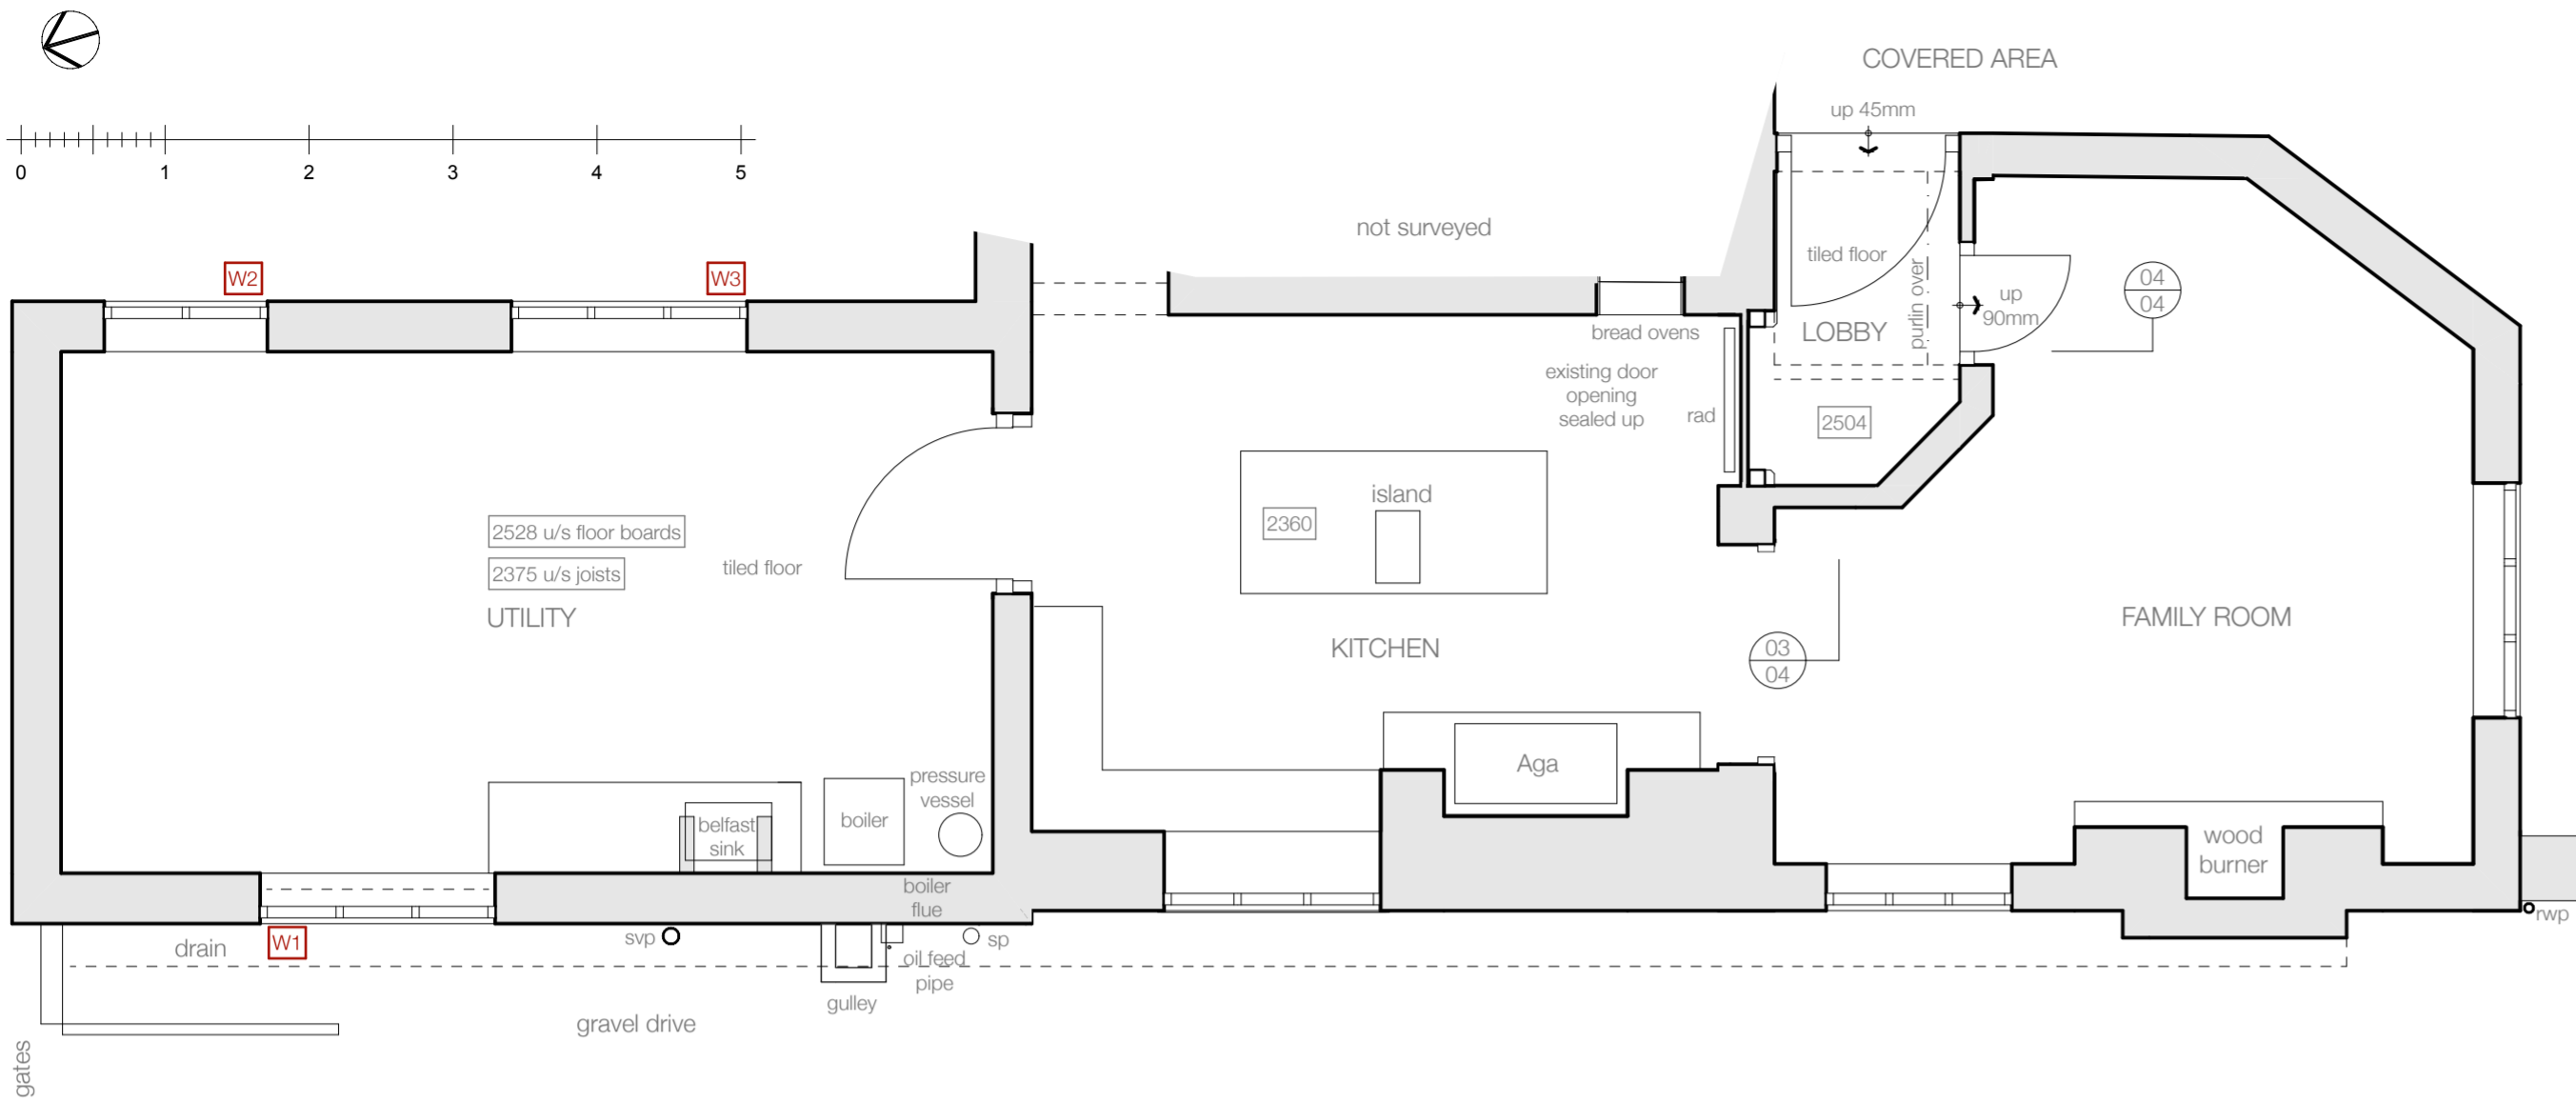 COVERED AREA
up 45mm
0 1 2 3 4 5
not surveyed
W2
W3
tiled floor
purlin over
LOBBY
up
90mm
04
04
bread ovens
existing door
opening
sealed up
rad
2504
island
2360
2528 u/s floor boards
2375 u/s joists
tiled floor
UTILITY
KITCHEN
FAMILY ROOM
03
04
Aga
pressure
vessel
boiler
belfast
sink
wood
burner
boiler
flue
rwp
W1
drain
svp
sp
oil feed
pipe
gulley
gravel drive
gates